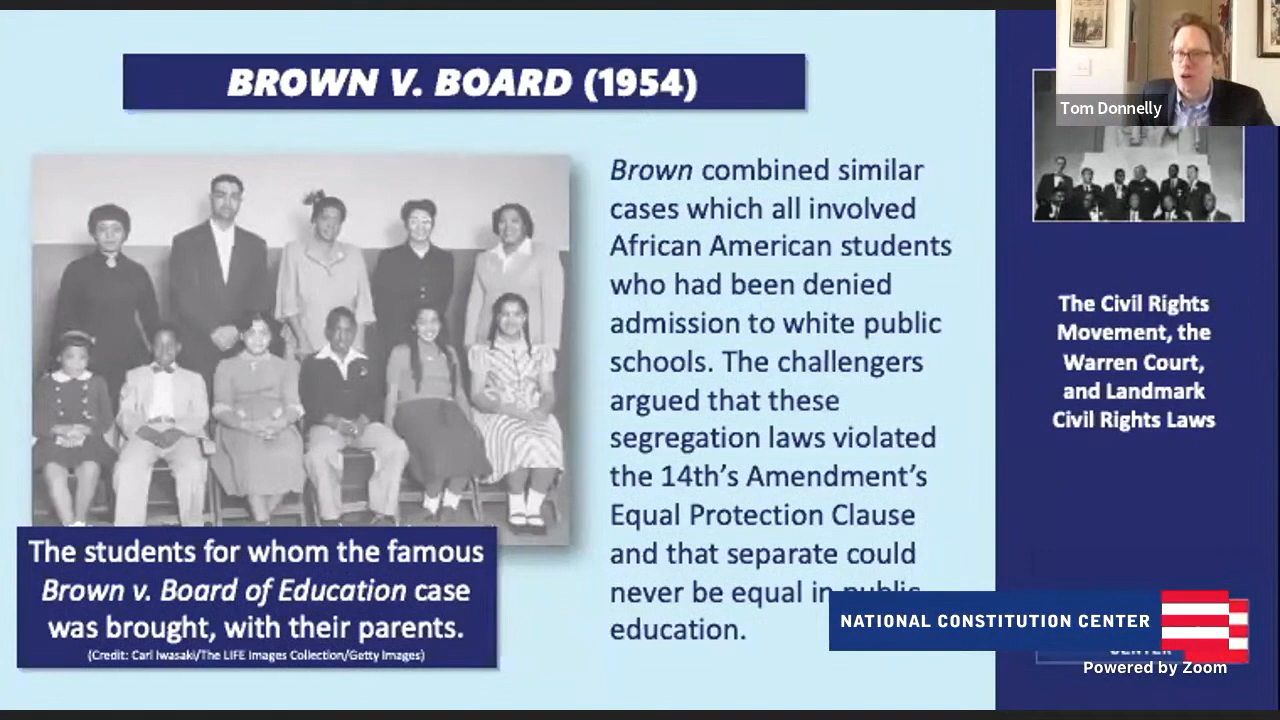 BROWN V. BOARD (1954)
Tom Donnelly
Brown combined similar
cases which all involved
African American students
who had been denied
admission to white public
schools. The challengers
argued that these
segregation laws violated
the 14th's Amendment's
Equal Protection Clause
and that separate could
never be equal in public
education.
The students for whom the famous
Brown v. Board of Education case
was brought, with their parents.
(Credit: Carl Iwasaki/The LIFE Images Collection/Getty Images)
The Civil Rights
Movement, the
Warren Court,
and Landmark
Civil Rights Laws
NATIONAL CONSTITUTION CENTER
CENTER
Powered by Zoom